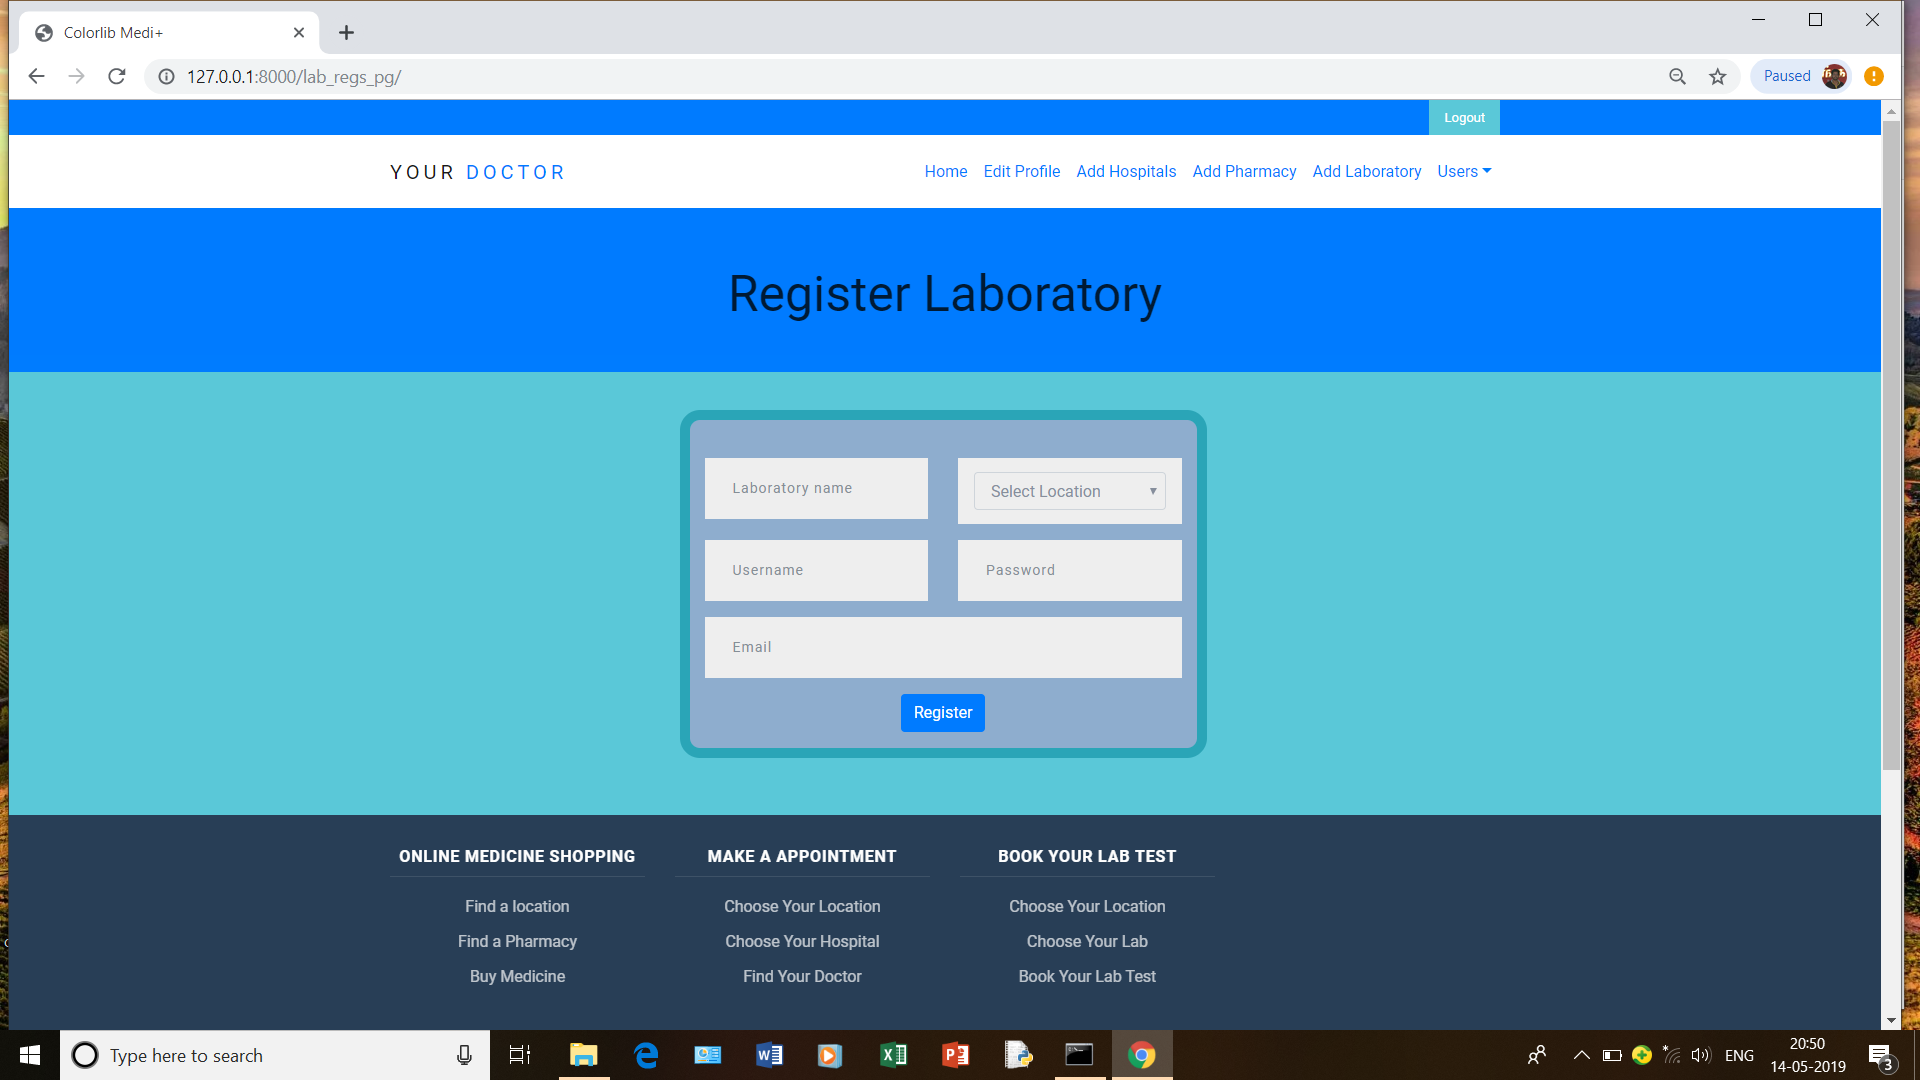 Colorlib Medi+
127.0.0.1:8000/lab_regs_pg/
Paused
Logout
YOUR DOCTOR
Home Edit Profile Add Hospitals Add Pharmacy Add Laboratory Users
Register Laboratory
Laboratory name
Select Location
Username
Password
Email
Register
ONLINE MEDICINE SHOPPING
Find a location
Find a Pharmacy
Buy Medicine
MAKE A APPOINTMENT
Choose Your Location
Choose Your Hospital
Find Your Doctor
BOOK YOUR LAB TEST
Choose Your Location
Choose Your Lab
Book Your Lab Test
Type here to search
ENG
20:50
14-05-2019
3